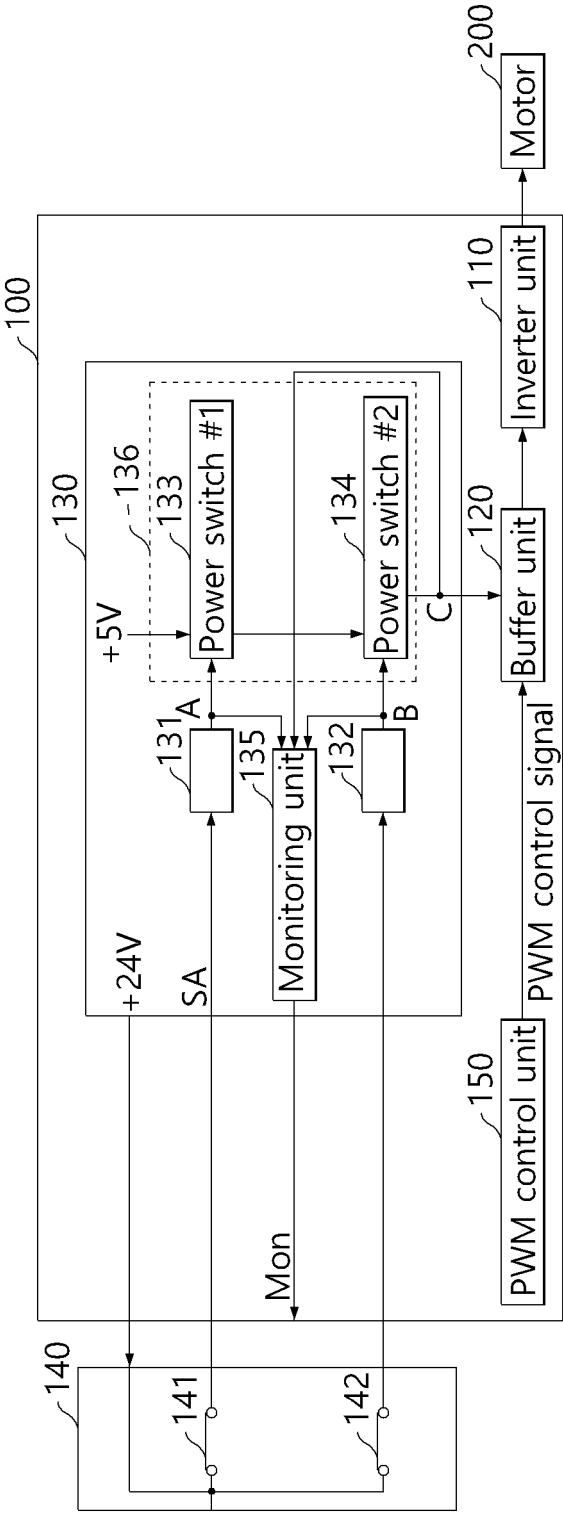 100
130
140
+24V
+5V
136
133
Power switch #1
131
A
SA
141
135
Monitoring unit
Mon
134
Power switch #2
132
B
142
C
150
PWM control unit
PWM control signal
120
Buffer unit
110
Inverter unit
200
Motor